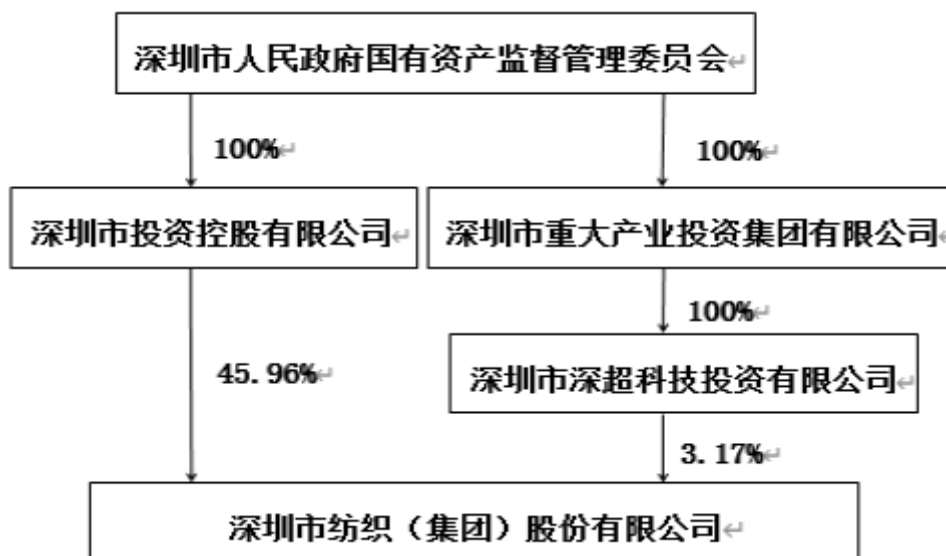 深圳市人民政府国有资产监督管理委员会
100%
100%
深圳市投资控股有限公司
深圳市重大产业投资集团有限公司
100%
45.96%
深圳市深超科技投资有限公司
3.17%
深圳市纺织（集团）股份有限公司